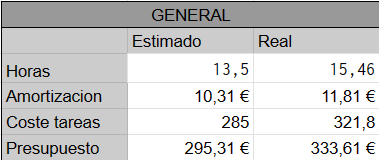 GENERAL
Estimado Real
Horas 13,5 15,46
Amortizacion 10,31 € 11,81 €
Coste tareas 285 321,8
Presupuesto 295,31 € 333,61 €